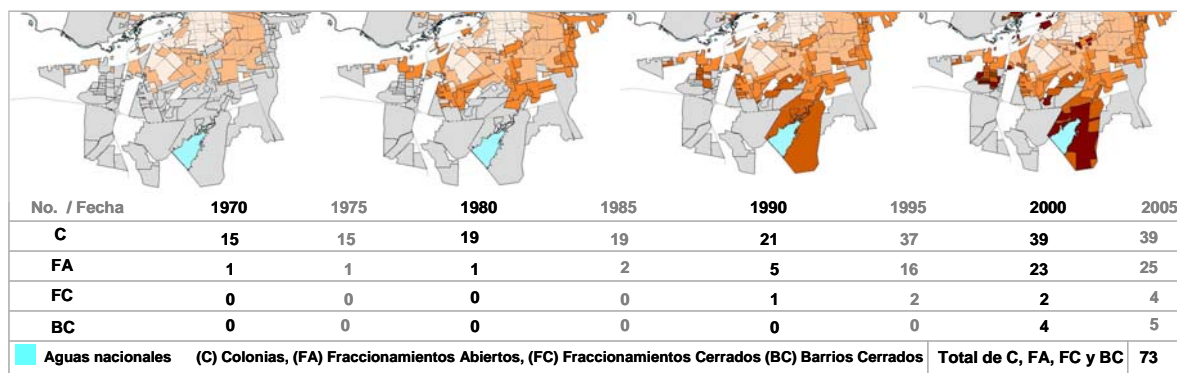 No. / Fecha 1970 1975 1980 1985 1990 1995 2000 2005
C 15 15 19 19 21 37 39 39
FA 1 1 1 2 5 16 23 25
FC 0 0 0 0 1 2 2 4
BC 0 0 0 0 0 0 4 5
Aguas nacionales (C) Colonias, (FA) Fraccionamientos Abiertos, (FC) Fraccionamientos Cerrados (BC) Barrios Cerrados Total de C, FA, FC y BC 73